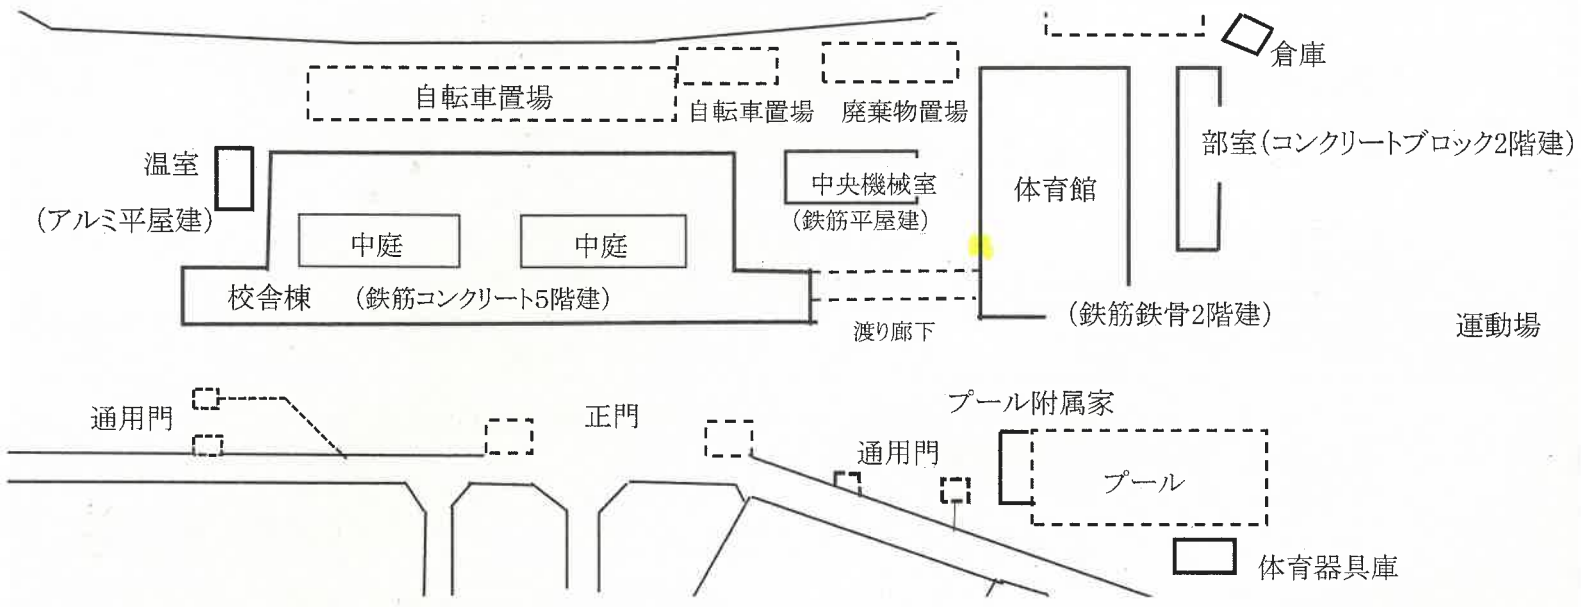 倉庫
自転車置場
自転車置場
廃棄物置場
部室(コンクリートブロック2階建)
温室
中央機械室
体育館
(アルミ平屋建)
(鉄筋平屋建)
中庭
中庭
校舎棟
(鉄筋コンクリート5階建)
渡り廊下
(鉄筋鉄骨2階建)
運動場
プール附属家
通用門
正門
通用門
プール
体育器具庫